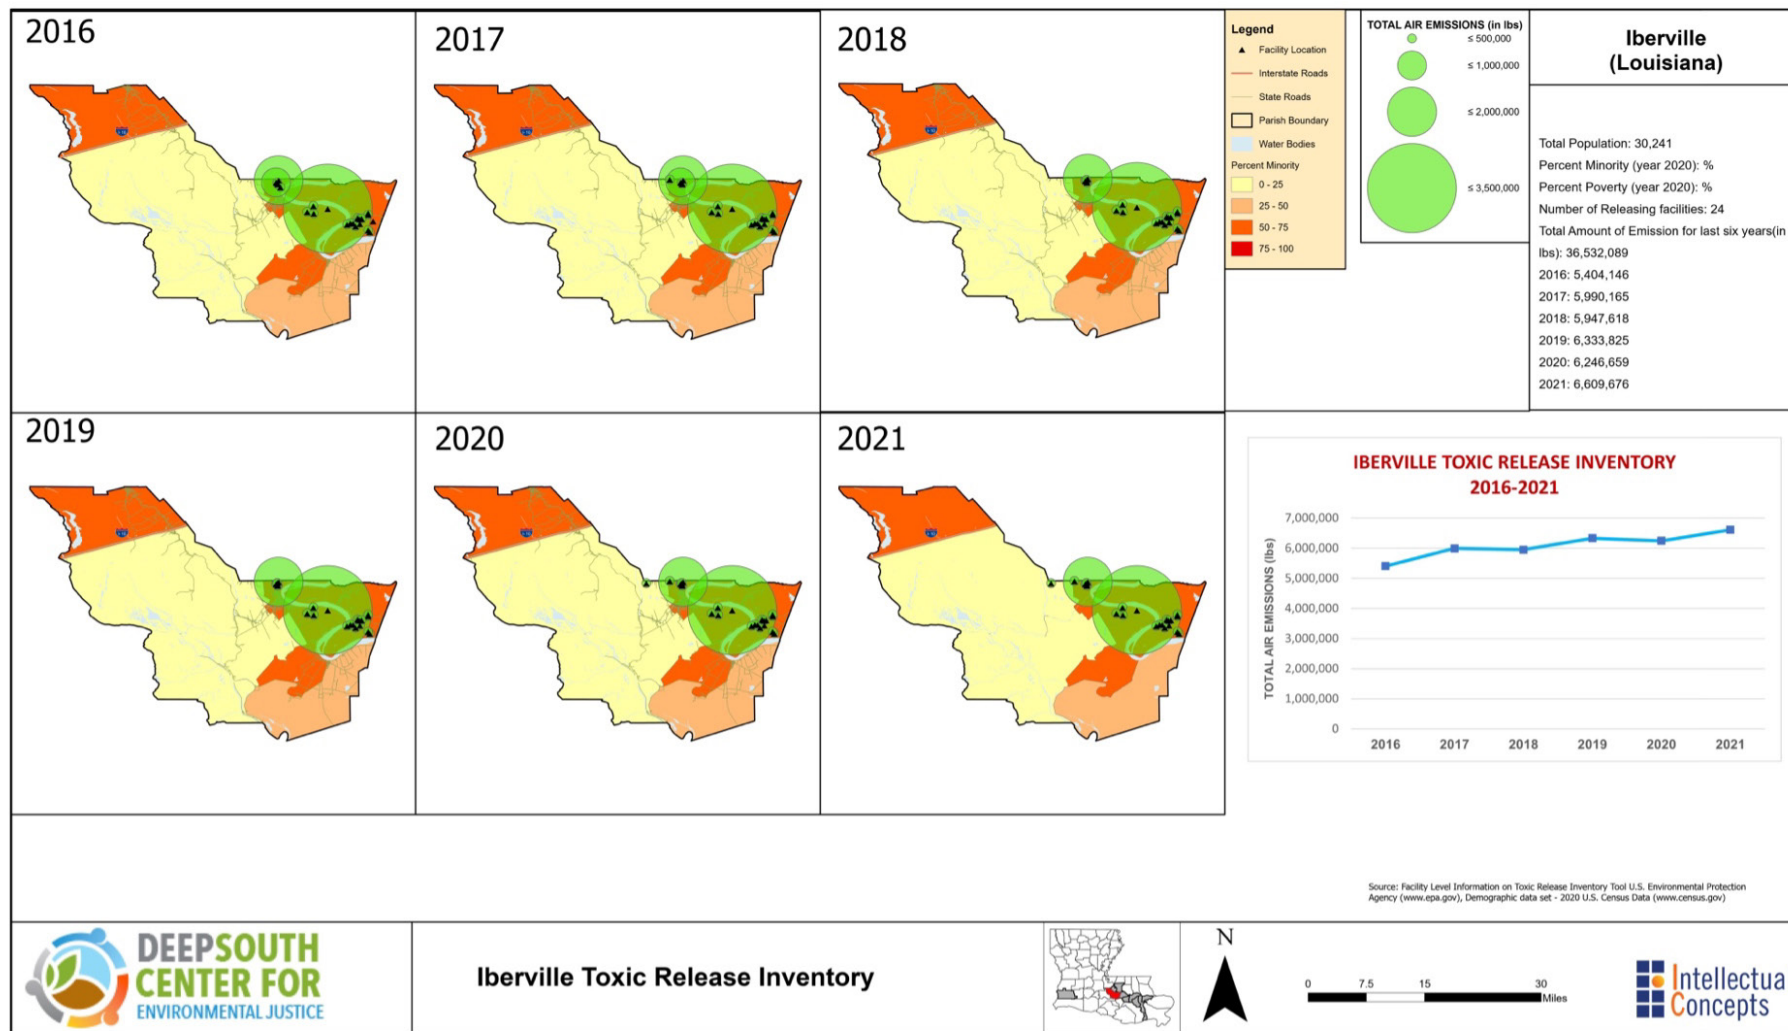 2016
2017
2018
Legend
Facility Location
Interstate Roads
State Roads
Parish Boundary
Water Bodies
Percent Minority
0 - 25
25 - 50
50 - 75
75 - 100
TOTAL AIR EMISSIONS (in lbs)
≤ 500,000
≤ 1,000,000
≤ 2,000,000
≤ 3,500,000
Iberville
(Louisiana)
Total Population: 30,241
Percent Minority (year 2020): %
Percent Poverty (year 2020): %
Number of Releasing facilities: 24
Total Amount of Emission for last six years(in
lbs): 36,532,089
2016: 5,404,146
2017: 5,990,165
2018: 5,947,618
2019: 6,333,825
2020: 6,246,659
2021: 6,609,676
2019
2020
2021
IBERVILLE TOXIC RELEASE INVENTORY
2016-2021
TOTAL AIR EMISSIONS (lbs)
7,000,000
6,000,000
5,000,000
4,000,000
3,000,000
2,000,000
1,000,000
0
2016 2017 2018 2019 2020 2021
Source: Facility Level Information on Toxic Release Inventory Tool U.S. Environmental Protection
Agency (www.epa.gov), Demographic data set - 2020 U.S. Census Data (www.census.gov)
DEEPSOUTH
CENTER FOR
ENVIRONMENTAL JUSTICE
Iberville Toxic Release Inventory
N
0 7.5 15 30
Miles
Intellectua
Concepts